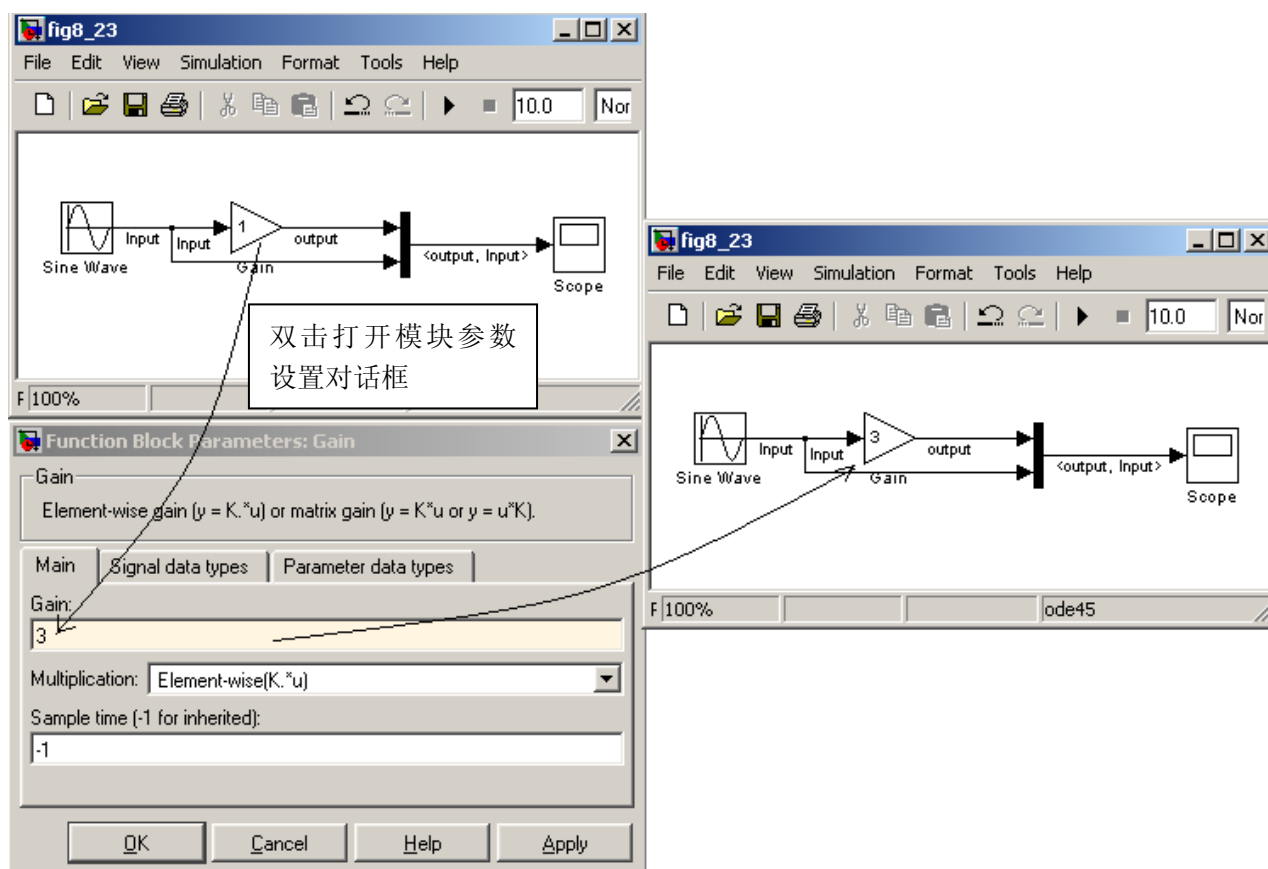 fig8_23
File Edit View Simulation Format Tools Help
10.0 Nor
1
Input Input output <output, Input>
Sine Wave Gain Scope
双击打开模块参数
设置对话框
F 100%
Function Block Parameters: Gain
Gain
Element-wise gain (y = K.*u) or matrix gain (y = K*u or y = u*K).
Main Signal data types Parameter data types
Gain:
3
Multiplication: Element-wise(K.*u)
Sample time (-1 for inherited):
-1
OK Cancel Help Apply
fig8_23
File Edit View Simulation Format Tools Help
10.0 Nor
3
Input Input output <output, Input>
Sine Wave Gain Scope
F 100% ode45